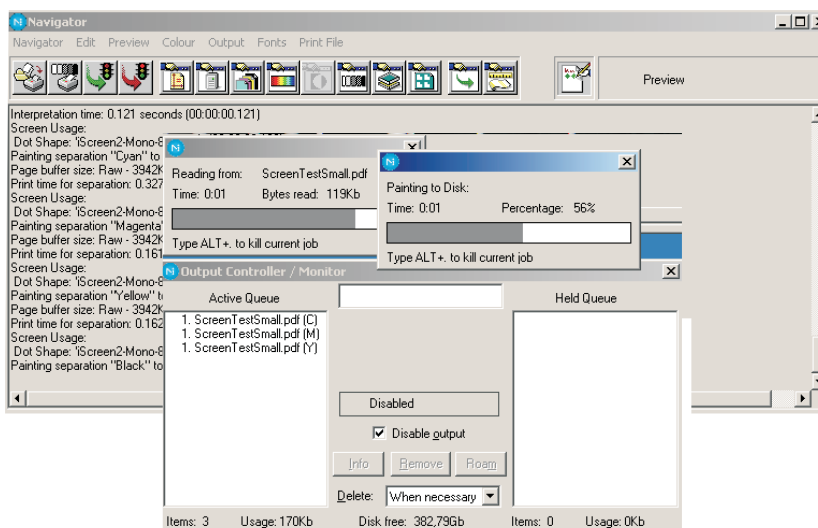 Navigator
Navigator Edit Preview Colour Output Fonts Print File
Preview
Interpretation time: 0.121 seconds (00:00:00.121)
Screen Usage:
Dot Shape: 'iScreen2-Mono-8
Painting separation "Cyan" to
Page buffer size: Raw - 3942K
Print time for separation: 0.327
Screen Usage:
Dot Shape: 'iScreen2-Mono-8
Painting separation "Magenta"
Page buffer size: Raw - 3942K
Print time for separation: 0.161
Screen Usage:
Dot Shape: 'iScreen2-Mono-8
Painting separation "Yellow" to
Page buffer size: Raw - 3942K
Print time for separation: 0.162
Screen Usage:
Dot Shape: 'iScreen2-Mono-8
Painting separation "Black" to
Reading from: ScreenTestSmall.pdf
Time: 0:01 Bytes read: 119Kb
Type ALT+. to kill current job
Painting to Disk:
Time: 0:01 Percentage: 56%
Type ALT+. to kill current job
Output Controller / Monitor
Active Queue Held Queue
1. ScreenTestSmall.pdf (C)
1. ScreenTestSmall.pdf (M)
1. ScreenTestSmall.pdf (Y)
Disabled
Disable output
Info Remove Roam
Delete: When necessary
Items: 3 Usage: 170Kb Disk free: 382,79Gb Items: 0 Usage: 0Kb